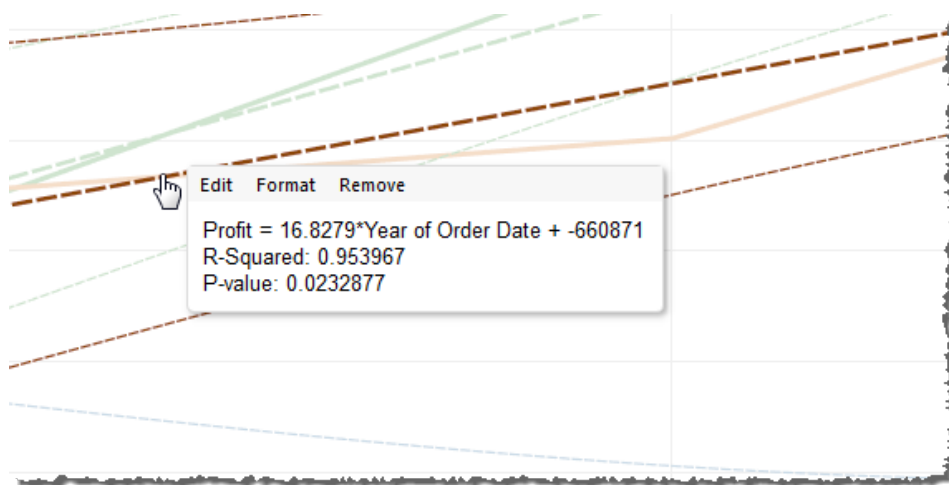 Edit Format Remove
Profit = 16.8279*Year of Order Date + -660871
R-Squared: 0.953967
P-value: 0.0232877